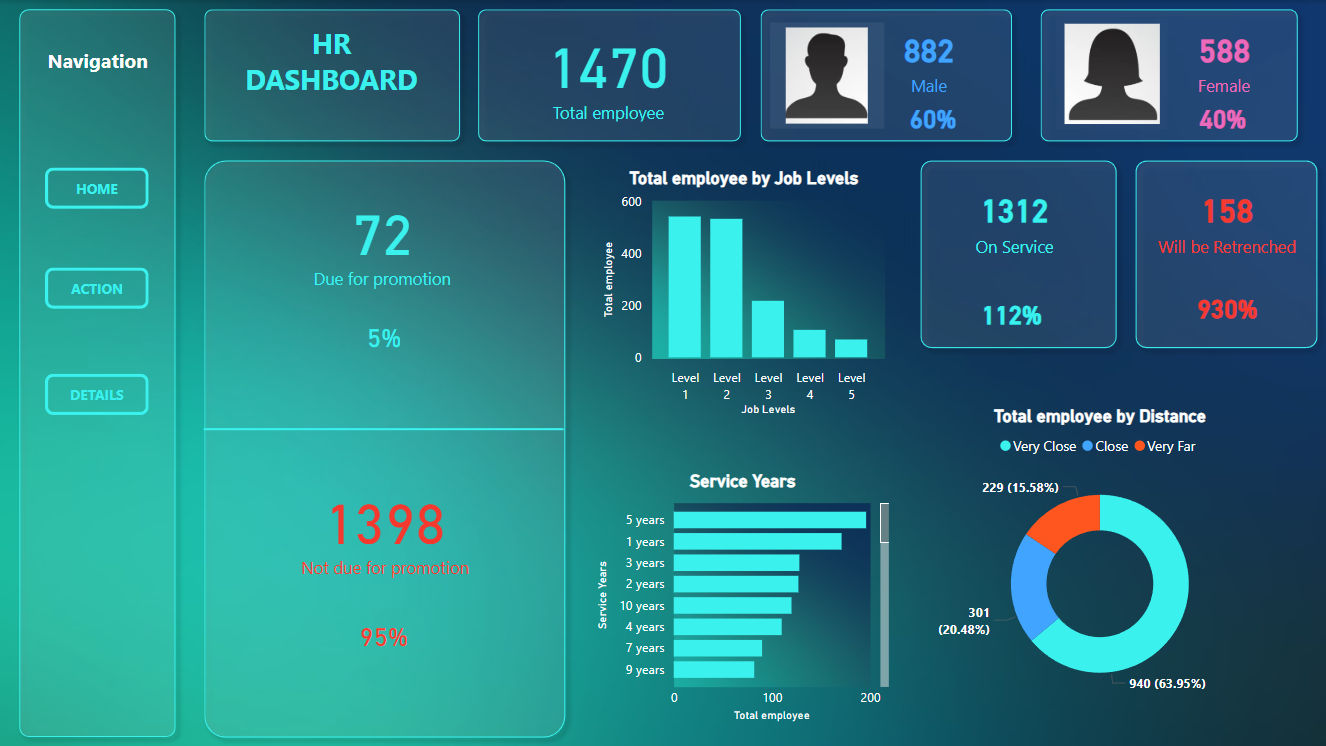 Navigation
HOME
ACTION
DETAILS
HR
DASHBOARD
1470
Total employee
882
Male
60%
588
Female
40%
72
Due for promotion
5%
1398
Not due for promotion
95%
Total employee by Job Levels
Total employee
600
400
200
0
Level
1
Level
2
Level
3
Level
4
Level
5
Job Levels
1312
On Service
112%
158
Will be Retrenched
930%
Service Years
Service Years
5 years
1 years
3 years
2 years
10 years
4 years
7 years
9 years
0
100
200
Total employee
Total employee by Distance
Very Close
Close
Very Far
229 (15.58%)
301
(20.48%)
940 (63.95%)